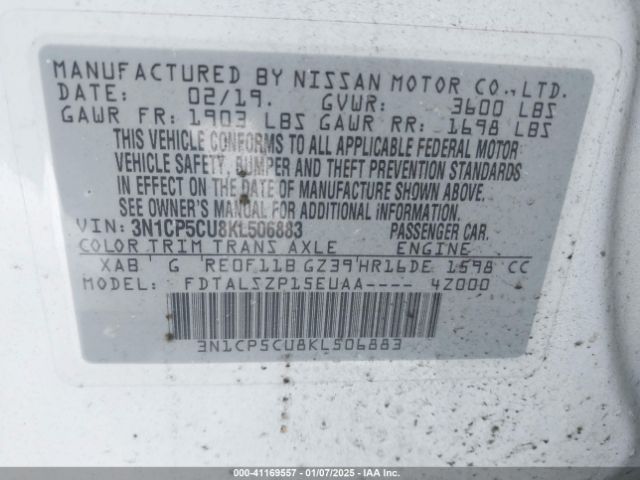 MANUFACTURED BY NISSAN MOTOR CO., LTD.
DATE: 02/19. GVWR: 3600 LBS
GAWR FR: 1903 LBS GAWR RR: 1698 LBS
THIS VEHICLE CONFORMS TO ALL APPLICABLE FEDERAL MOTOR
VEHICLE SAFETY, BUMPER AND THEFT PREVENTION STANDARDS
IN EFFECT ON THE DATE OF MANUFACTURE SHOWN ABOVE.
SEE OWNER'S MANUAL FOR ADDITIONAL INFORMATION.
VIN: 3N1CP5CU8KL506883 PASSENGER CAR.
COLOR TRIM TRANS AXLE ENGINE
XAB G RE0F11B GZ39 HR16DE 1598 CC
MODEL: FDTALSZP15EUAA---- 4Z000
3N1CP5CU8KL506883
000-41169557 - 01/07/2025 - IAA Inc.